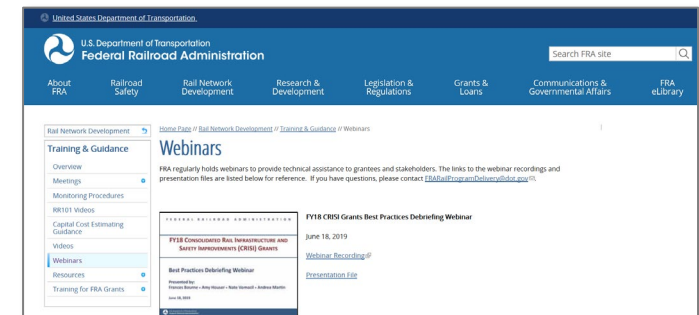 United States Department of Transportation
U.S. Department of Transportation
Federal Railroad Administration
Search FRA site
About FRA
Railroad Safety
Rail Network Development
Research & Development
Legislation & Regulations
Grants & Loans
Communications & Governmental Affairs
FRA eLibrary
Rail Network Development
Training & Guidance
Overview
Meetings
Monitoring Procedures
RR101 Videos
Capital Cost Estimating
Guidance
Videos
Webinars
Resources
Training for FRA Grants
Home Page // Rail Network Development // Training & Guidance // Webinars
Webinars
FRA regularly holds webinars to provide technical assistance to grantees and stakeholders. The links to the webinar recordings and
presentation files are listed below for reference. If you have questions, please contact FRARailProgramDelivery@dot.gov
FEDERAL RAILROAD ADMINISTRATION
FY18 CONSOLIDATED RAIL INFRASTRUCTURE AND
SAFETY IMPROVEMENTS (CRISI) GRANTS
Best Practices Debriefing Webinar
Presented by:
Frances Bourne • Amy Houser • Nate • Andrea Martin
June 18, 2019
FY18 CRISI Grants Best Practices Debriefing Webinar
June 18, 2019
Webinar Recording
Presentation File